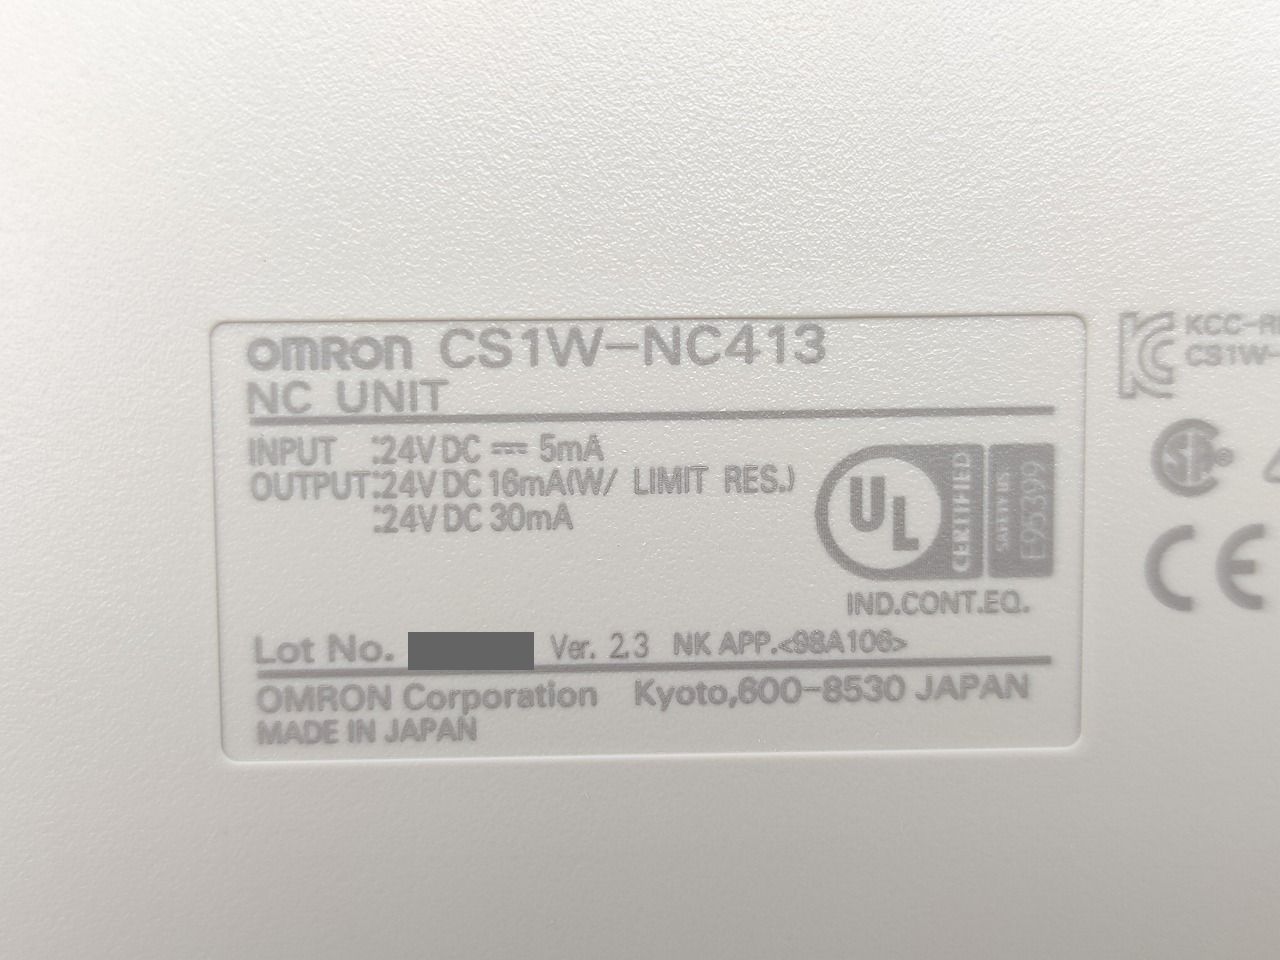 OMRON CS1W-NC413
NC UNIT
INPUT :24V DC ⎓ 5mA
OUTPUT:24V DC 16mA(W/ LIMIT RES.)
:24V DC 30mA
UL CERTIFIED SAFETY US E95399
IND.CONT.EQ.
Lot No. Ver. 2.3 NK APP.<98A106>
OMRON Corporation Kyoto,600-8530 JAPAN
MADE IN JAPAN
KCC-R
CS1W-
SA
CE